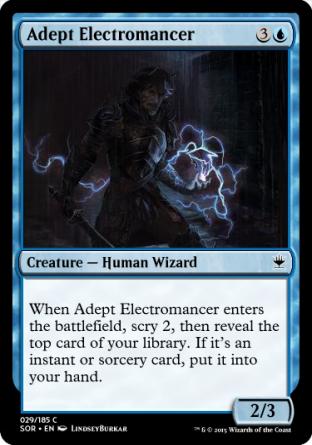 Adept Electromancer 3
Creature — Human Wizard
When Adept Electromancer enters
the battlefield, scry 2, then reveal the
top card of your library. If it's an
instant or sorcery card, put it into
your hand.
2/3
029/185 C
SOR • EN LindseyBurkar
™ & © 2015 Wizards of the Coast